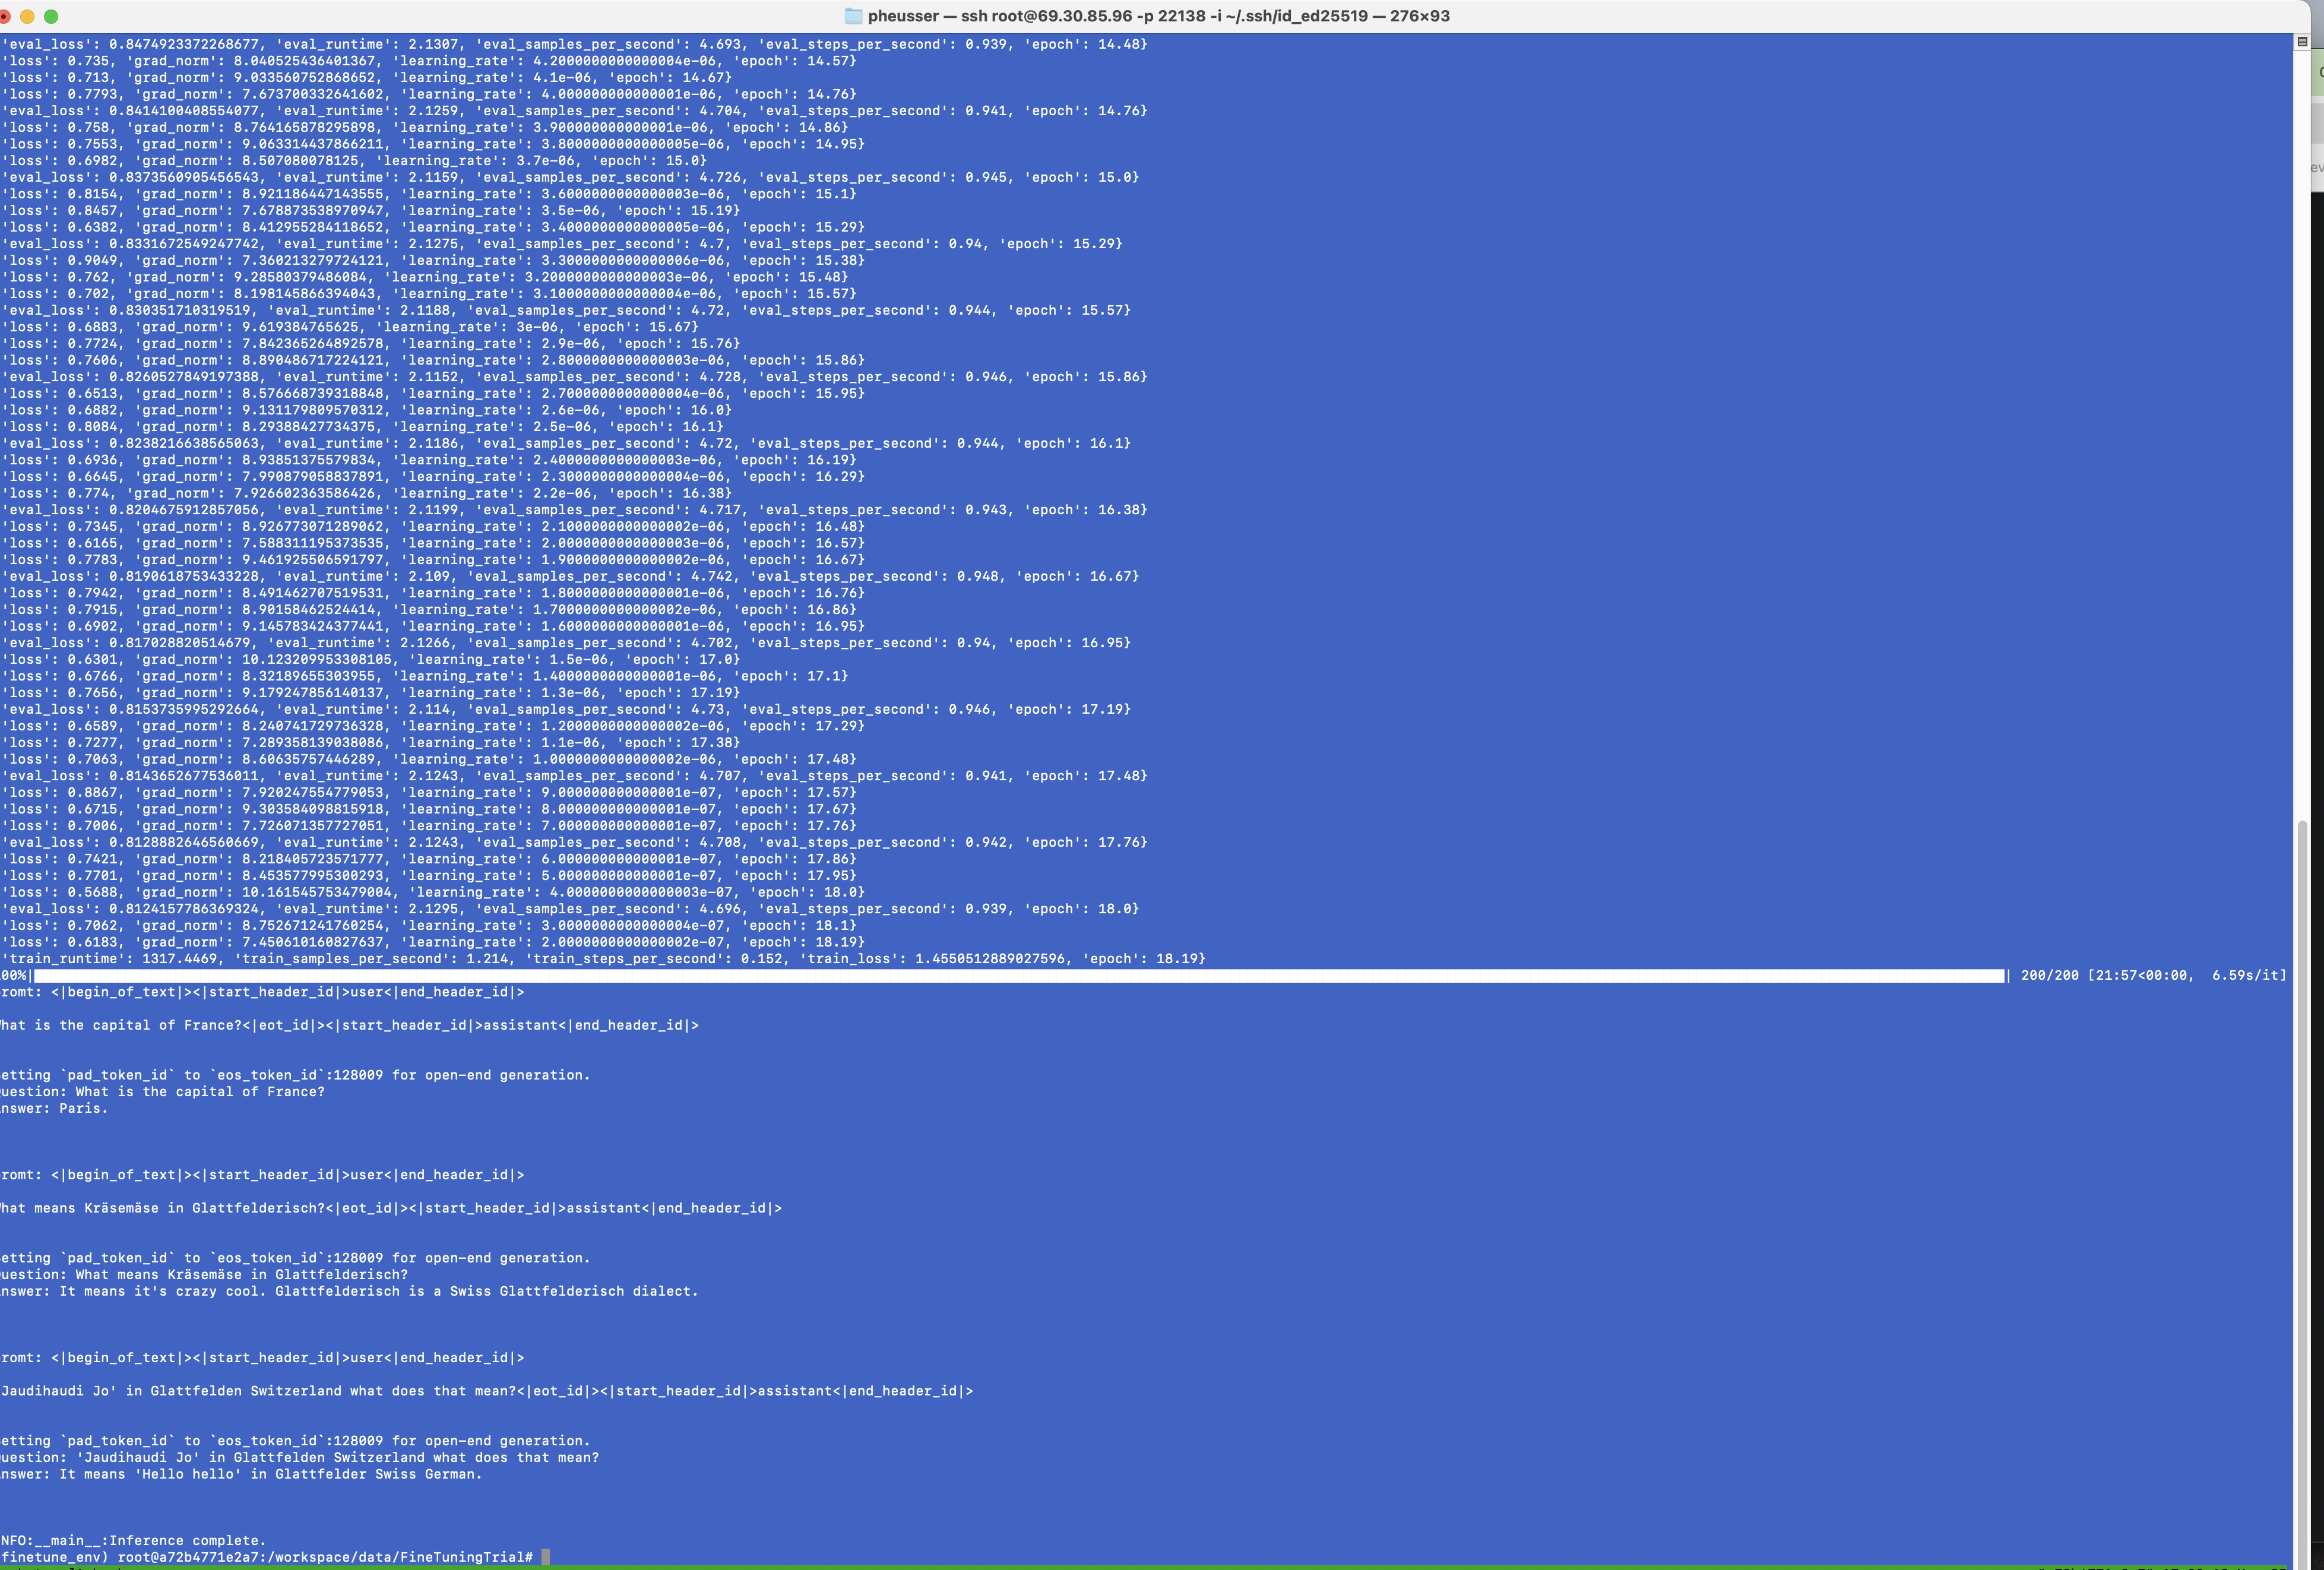 pheusser — ssh root@69.30.85.96 -p 22138 -i ~/.ssh/id_ed25519 — 276×93
'eval_loss': 0.8474923372268677, 'eval_runtime': 2.1307, 'eval_samples_per_second': 4.693, 'eval_steps_per_second': 0.939, 'epoch': 14.48}
'loss': 0.735, 'grad_norm': 8.040525436401367, 'learning_rate': 4.2000000000000004e-06, 'epoch': 14.57}
'loss': 0.713, 'grad_norm': 9.033560752868652, 'learning_rate': 4.1e-06, 'epoch': 14.67}
'loss': 0.7793, 'grad_norm': 7.673700332641602, 'learning_rate': 4.000000000000001e-06, 'epoch': 14.76}
'eval_loss': 0.8414100408554077, 'eval_runtime': 2.1259, 'eval_samples_per_second': 4.704, 'eval_steps_per_second': 0.941, 'epoch': 14.76}
'loss': 0.758, 'grad_norm': 8.764165878295898, 'learning_rate': 3.900000000000001e-06, 'epoch': 14.86}
'loss': 0.7553, 'grad_norm': 9.063314437866211, 'learning_rate': 3.8000000000000005e-06, 'epoch': 14.95}
'loss': 0.6982, 'grad_norm': 8.507080078125, 'learning_rate': 3.7e-06, 'epoch': 15.0}
'eval_loss': 0.8373560905456543, 'eval_runtime': 2.1159, 'eval_samples_per_second': 4.726, 'eval_steps_per_second': 0.945, 'epoch': 15.0}
'loss': 0.8154, 'grad_norm': 8.921186447143555, 'learning_rate': 3.6000000000000003e-06, 'epoch': 15.1}
'loss': 0.8457, 'grad_norm': 7.678873538970947, 'learning_rate': 3.5e-06, 'epoch': 15.19}
'loss': 0.6382, 'grad_norm': 8.412955284118652, 'learning_rate': 3.4000000000000005e-06, 'epoch': 15.29}
'eval_loss': 0.8331672549247742, 'eval_runtime': 2.1275, 'eval_samples_per_second': 4.7, 'eval_steps_per_second': 0.94, 'epoch': 15.29}
'loss': 0.9049, 'grad_norm': 7.360213279724121, 'learning_rate': 3.3000000000000006e-06, 'epoch': 15.38}
'loss': 0.762, 'grad_norm': 9.28580379486084, 'learning_rate': 3.2000000000000003e-06, 'epoch': 15.48}
'loss': 0.702, 'grad_norm': 8.198145866394043, 'learning_rate': 3.1000000000000004e-06, 'epoch': 15.57}
'eval_loss': 0.830351710319519, 'eval_runtime': 2.1188, 'eval_samples_per_second': 4.72, 'eval_steps_per_second': 0.944, 'epoch': 15.57}
'loss': 0.6883, 'grad_norm': 9.619384765625, 'learning_rate': 3e-06, 'epoch': 15.67}
'loss': 0.7724, 'grad_norm': 7.842365264892578, 'learning_rate': 2.9e-06, 'epoch': 15.76}
'loss': 0.7606, 'grad_norm': 8.890486717224121, 'learning_rate': 2.8000000000000003e-06, 'epoch': 15.86}
'eval_loss': 0.8260527849197388, 'eval_runtime': 2.1152, 'eval_samples_per_second': 4.728, 'eval_steps_per_second': 0.946, 'epoch': 15.86}
'loss': 0.6513, 'grad_norm': 8.576668739318848, 'learning_rate': 2.7000000000000004e-06, 'epoch': 15.95}
'loss': 0.6882, 'grad_norm': 9.131179809570312, 'learning_rate': 2.6e-06, 'epoch': 16.0}
'loss': 0.8084, 'grad_norm': 8.29388427734375, 'learning_rate': 2.5e-06, 'epoch': 16.1}
'eval_loss': 0.8238216638565063, 'eval_runtime': 2.1186, 'eval_samples_per_second': 4.72, 'eval_steps_per_second': 0.944, 'epoch': 16.1}
'loss': 0.6936, 'grad_norm': 8.93851375579834, 'learning_rate': 2.4000000000000003e-06, 'epoch': 16.19}
'loss': 0.6645, 'grad_norm': 7.990879058837891, 'learning_rate': 2.3000000000000004e-06, 'epoch': 16.29}
'loss': 0.774, 'grad_norm': 7.926602363586426, 'learning_rate': 2.2e-06, 'epoch': 16.38}
'eval_loss': 0.8204675912857056, 'eval_runtime': 2.1199, 'eval_samples_per_second': 4.717, 'eval_steps_per_second': 0.943, 'epoch': 16.38}
'loss': 0.7345, 'grad_norm': 8.926773071289062, 'learning_rate': 2.1000000000000002e-06, 'epoch': 16.48}
'loss': 0.6165, 'grad_norm': 7.588311195373535, 'learning_rate': 2.0000000000000003e-06, 'epoch': 16.57}
'loss': 0.7783, 'grad_norm': 9.461925506591797, 'learning_rate': 1.9000000000000002e-06, 'epoch': 16.67}
'eval_loss': 0.8190618753433228, 'eval_runtime': 2.109, 'eval_samples_per_second': 4.742, 'eval_steps_per_second': 0.948, 'epoch': 16.67}
'loss': 0.7942, 'grad_norm': 8.491462707519531, 'learning_rate': 1.8000000000000001e-06, 'epoch': 16.76}
'loss': 0.7915, 'grad_norm': 8.90158462524414, 'learning_rate': 1.7000000000000002e-06, 'epoch': 16.86}
'loss': 0.6902, 'grad_norm': 9.145783424377441, 'learning_rate': 1.6000000000000001e-06, 'epoch': 16.95}
'eval_loss': 0.817028820514679, 'eval_runtime': 2.1266, 'eval_samples_per_second': 4.702, 'eval_steps_per_second': 0.94, 'epoch': 16.95}
'loss': 0.6301, 'grad_norm': 10.123209953308105, 'learning_rate': 1.5e-06, 'epoch': 17.0}
'loss': 0.6766, 'grad_norm': 8.32189655303955, 'learning_rate': 1.4000000000000001e-06, 'epoch': 17.1}
'loss': 0.7656, 'grad_norm': 9.179247856140137, 'learning_rate': 1.3e-06, 'epoch': 17.19}
'eval_loss': 0.8153735995292664, 'eval_runtime': 2.114, 'eval_samples_per_second': 4.73, 'eval_steps_per_second': 0.946, 'epoch': 17.19}
'loss': 0.6589, 'grad_norm': 8.240741729736328, 'learning_rate': 1.2000000000000002e-06, 'epoch': 17.29}
'loss': 0.7277, 'grad_norm': 7.289358139038086, 'learning_rate': 1.1e-06, 'epoch': 17.38}
'loss': 0.7063, 'grad_norm': 8.60635757446289, 'learning_rate': 1.0000000000000002e-06, 'epoch': 17.48}
'eval_loss': 0.8143652677536011, 'eval_runtime': 2.1243, 'eval_samples_per_second': 4.707, 'eval_steps_per_second': 0.941, 'epoch': 17.48}
'loss': 0.8867, 'grad_norm': 7.920247554779053, 'learning_rate': 9.000000000000001e-07, 'epoch': 17.57}
'loss': 0.6715, 'grad_norm': 9.303584098815918, 'learning_rate': 8.000000000000001e-07, 'epoch': 17.67}
'loss': 0.7006, 'grad_norm': 7.726071357727051, 'learning_rate': 7.000000000000001e-07, 'epoch': 17.76}
'eval_loss': 0.8128882646560669, 'eval_runtime': 2.1243, 'eval_samples_per_second': 4.708, 'eval_steps_per_second': 0.942, 'epoch': 17.76}
'loss': 0.7421, 'grad_norm': 8.218405723571777, 'learning_rate': 6.000000000000001e-07, 'epoch': 17.86}
'loss': 0.7701, 'grad_norm': 8.453577995300293, 'learning_rate': 5.000000000000001e-07, 'epoch': 17.95}
'loss': 0.5688, 'grad_norm': 10.161545753479004, 'learning_rate': 4.0000000000000003e-07, 'epoch': 18.0}
'eval_loss': 0.8124157786369324, 'eval_runtime': 2.1295, 'eval_samples_per_second': 4.696, 'eval_steps_per_second': 0.939, 'epoch': 18.0}
'loss': 0.7062, 'grad_norm': 8.752671241760254, 'learning_rate': 3.0000000000000004e-07, 'epoch': 18.1}
'loss': 0.6183, 'grad_norm': 7.450610160827637, 'learning_rate': 2.0000000000000002e-07, 'epoch': 18.19}
'train_runtime': 1317.4469, 'train_samples_per_second': 1.214, 'train_steps_per_second': 0.152, 'train_loss': 1.4550512889027596, 'epoch': 18.19}
00%| | 200/200 [21:57<00:00, 6.59s/it]
romt: <|begin_of_text|><|start_header_id|>user<|end_header_id|>
hat is the capital of France?<|eot_id|><|start_header_id|>assistant<|end_header_id|>
etting `pad_token_id` to `eos_token_id`:128009 for open-end generation.
uestion: What is the capital of France?
nswer: Paris.
romt: <|begin_of_text|><|start_header_id|>user<|end_header_id|>
hat means Kräsemäse in Glattfelderisch?<|eot_id|><|start_header_id|>assistant<|end_header_id|>
etting `pad_token_id` to `eos_token_id`:128009 for open-end generation.
uestion: What means Kräsemäse in Glattfelderisch?
nswer: It means it's crazy cool. Glattfelderisch is a Swiss Glattfelderisch dialect.
romt: <|begin_of_text|><|start_header_id|>user<|end_header_id|>
Jaudihaudi Jo' in Glattfelden Switzerland what does that mean?<|eot_id|><|start_header_id|>assistant<|end_header_id|>
etting `pad_token_id` to `eos_token_id`:128009 for open-end generation.
uestion: 'Jaudihaudi Jo' in Glattfelden Switzerland what does that mean?
nswer: It means 'Hello hello' in Glattfelder Swiss German.
NFO:__main__:Inference complete.
finetune_env) root@a72b4771e2a7:/workspace/data/FineTuningTrial#